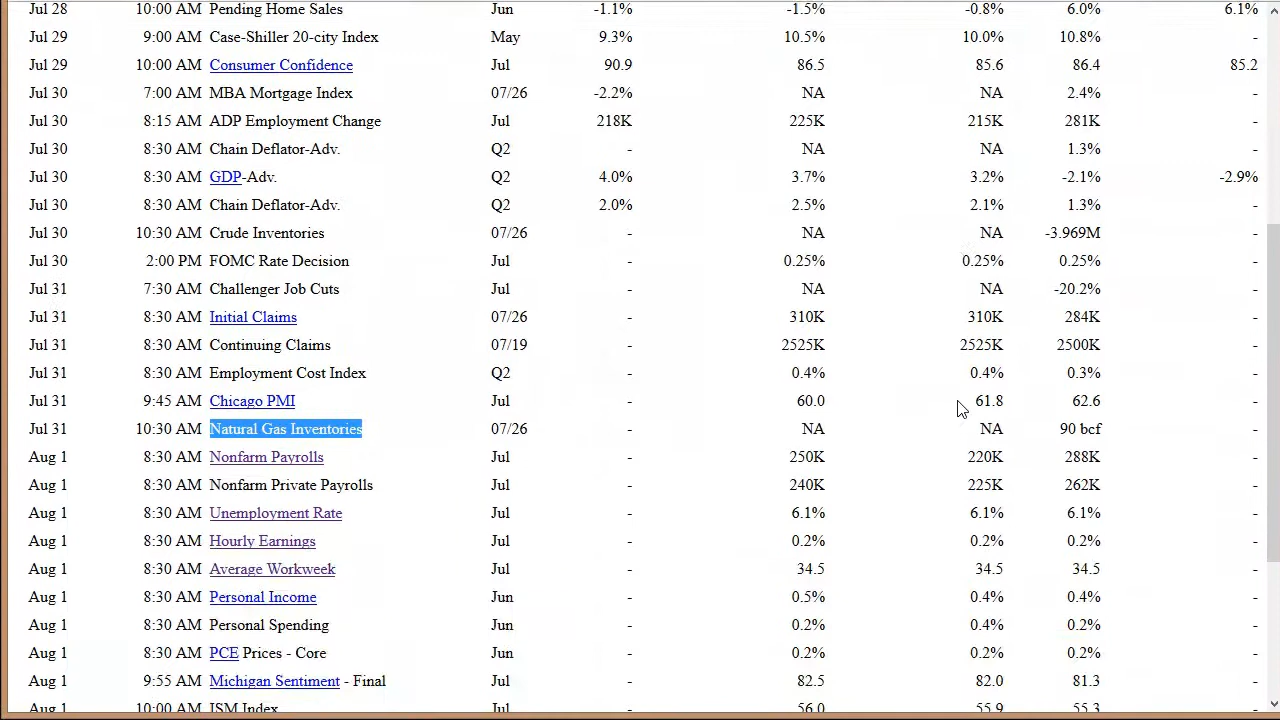 Jul 28 10:00 AM Pending Home Sales Jun -1.1% -1.5% -0.8% 6.0% 6.1%
Jul 29 9:00 AM Case-Shiller 20-city Index May 9.3% 10.5% 10.0% 10.8% -
Jul 29 10:00 AM Consumer Confidence Jul 90.9 86.5 85.6 86.4 85.2
Jul 30 7:00 AM MBA Mortgage Index 07/26 -2.2% NA NA 2.4% -
Jul 30 8:15 AM ADP Employment Change Jul 218K 225K 215K 281K -
Jul 30 8:30 AM Chain Deflator-Adv. Q2 - NA NA 1.3% -
Jul 30 8:30 AM GDP-Adv. Q2 4.0% 3.7% 3.2% -2.1% -2.9%
Jul 30 8:30 AM Chain Deflator-Adv. Q2 2.0% 2.5% 2.1% 1.3% -
Jul 30 10:30 AM Crude Inventories 07/26 - NA NA -3.969M -
Jul 30 2:00 PM FOMC Rate Decision Jul - 0.25% 0.25% 0.25% -
Jul 31 7:30 AM Challenger Job Cuts Jul - NA NA -20.2% -
Jul 31 8:30 AM Initial Claims 07/26 - 310K 310K 284K -
Jul 31 8:30 AM Continuing Claims 07/19 - 2525K 2525K 2500K -
Jul 31 8:30 AM Employment Cost Index Q2 - 0.4% 0.4% 0.3% -
Jul 31 9:45 AM Chicago PMI Jul - 60.0 61.8 62.6 -
Jul 31 10:30 AM Natural Gas Inventories 07/26 - NA NA 90 bcf -
Aug 1 8:30 AM Nonfarm Payrolls Jul - 250K 220K 288K -
Aug 1 8:30 AM Nonfarm Private Payrolls Jul - 240K 225K 262K -
Aug 1 8:30 AM Unemployment Rate Jul - 6.1% 6.1% 6.1% -
Aug 1 8:30 AM Hourly Earnings Jul - 0.2% 0.2% 0.2% -
Aug 1 8:30 AM Average Workweek Jul - 34.5 34.5 34.5 -
Aug 1 8:30 AM Personal Income Jun - 0.5% 0.4% 0.4% -
Aug 1 8:30 AM Personal Spending Jun - 0.2% 0.4% 0.2% -
Aug 1 8:30 AM PCE Prices - Core Jun - 0.2% 0.2% 0.2% -
Aug 1 9:55 AM Michigan Sentiment - Final Jul - 82.5 82.0 81.3 -
Aug 1 10:00 AM ISM Index Jul - 56.0 55.9 55.3 -